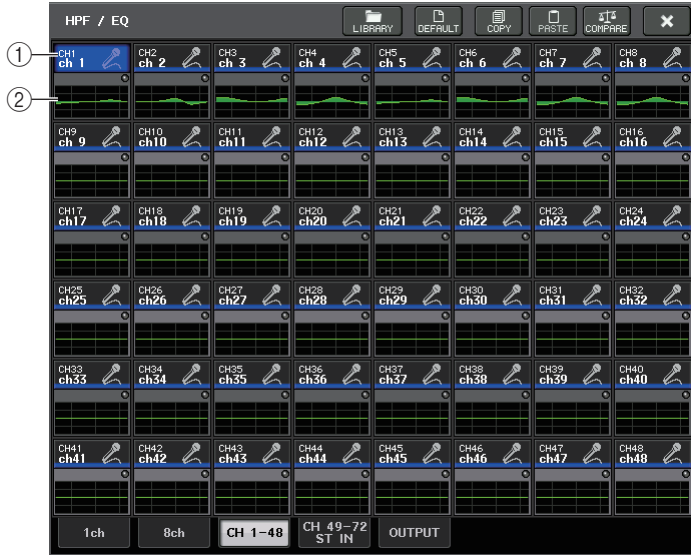 HPF / EQ
LIBRARY DEFAULT COPY PASTE COMPARE
1
CH1 CH2 CH3 CH4 CH5 CH6 CH7 CH8
ch 1 ch 2 ch 3 ch 4 ch 5 ch 6 ch 7 ch 8
2
CH9 CH10 CH11 CH12 CH13 CH14 CH15 CH16
ch 9 ch10 ch11 ch12 ch13 ch14 ch15 ch16
CH17 CH18 CH19 CH20 CH21 CH22 CH23 CH24
ch17 ch18 ch19 ch20 ch21 ch22 ch23 ch24
CH25 CH26 CH27 CH28 CH29 CH30 CH31 CH32
ch25 ch26 ch27 ch28 ch29 ch30 ch31 ch32
CH33 CH34 CH35 CH36 CH37 CH38 CH39 CH40
ch33 ch34 ch35 ch36 ch37 ch38 ch39 ch40
CH41 CH42 CH43 CH44 CH45 CH46 CH47 CH48
ch41 ch42 ch43 ch44 ch45 ch46 ch47 ch48
1ch 8ch CH 1-48 CH 49-72 OUTPUT
ST IN